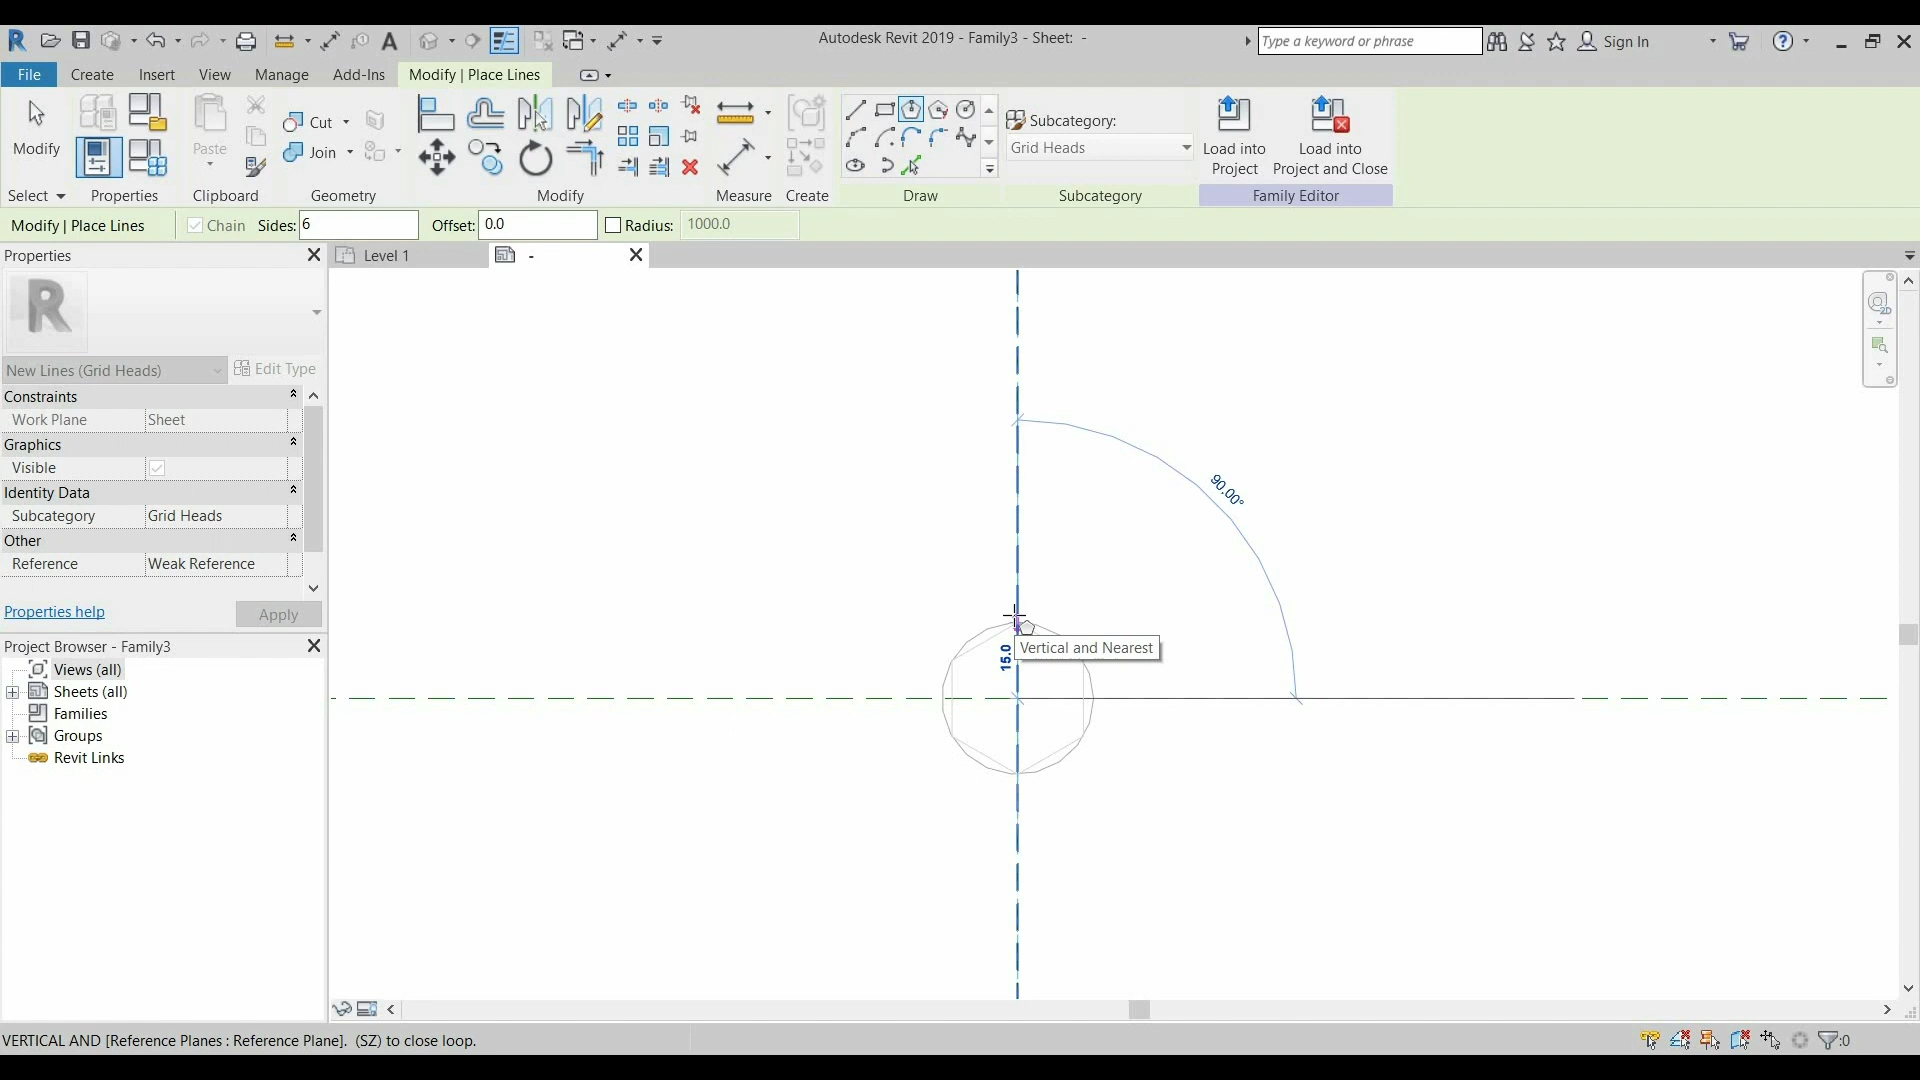 Autodesk Revit 2019 - Family3 - Sheet: -
Type a keyword or phrase
Sign In
File Create Insert View Manage Add-Ins Modify | Place Lines
Modify
Paste
Cut
Join
Subcategory:
Grid Heads
Load into Project
Load into Project and Close
Select Properties Clipboard Geometry Modify Measure Create Draw Subcategory Family Editor
Modify | Place Lines Chain Sides: 6 Offset: 0.0 Radius: 1000.0
Properties
Level 1
-
New Lines (Grid Heads)
Edit Type
Constraints
Work Plane Sheet
Graphics
Visible
Identity Data
Subcategory Grid Heads
Other
Reference Weak Reference
Properties help
Apply
Project Browser - Family3
Views (all)
Sheets (all)
Families
Groups
Revit Links
90.00°
15.0
Vertical and Nearest
2D
VERTICAL AND [Reference Planes : Reference Plane]. (SZ) to close loop.
:0